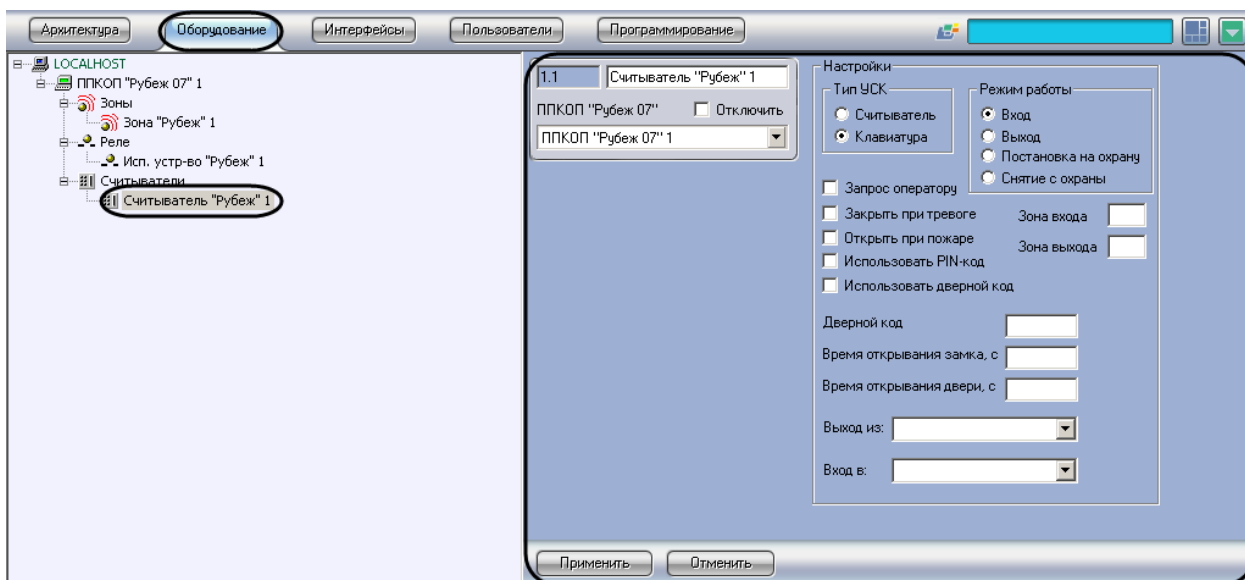 Архитектура Оборудование Интерфейсы Пользователи Программирование
LOCALHOST
ППКОП "Рубеж 07" 1
Зоны
Зона "Рубеж" 1
Реле
Исп. устр-во "Рубеж" 1
Считыватели
Считыватель "Рубеж" 1
1.1 Считыватель "Рубеж" 1
ППКОП "Рубеж 07" Отключить
ППКОП "Рубеж 07" 1
Настройки
Тип УСК
Считыватель
Клавиатура
Режим работы
Вход
Выход
Постановка на охрану
Снятие с охраны
Запрос оператору
Закрыть при тревоге
Открыть при пожаре
Использовать PIN-код
Использовать дверной код
Зона входа
Зона выхода
Дверной код
Время открывания замка, с
Время открывания двери, с
Выход из:
Вход в:
Применить Отменить